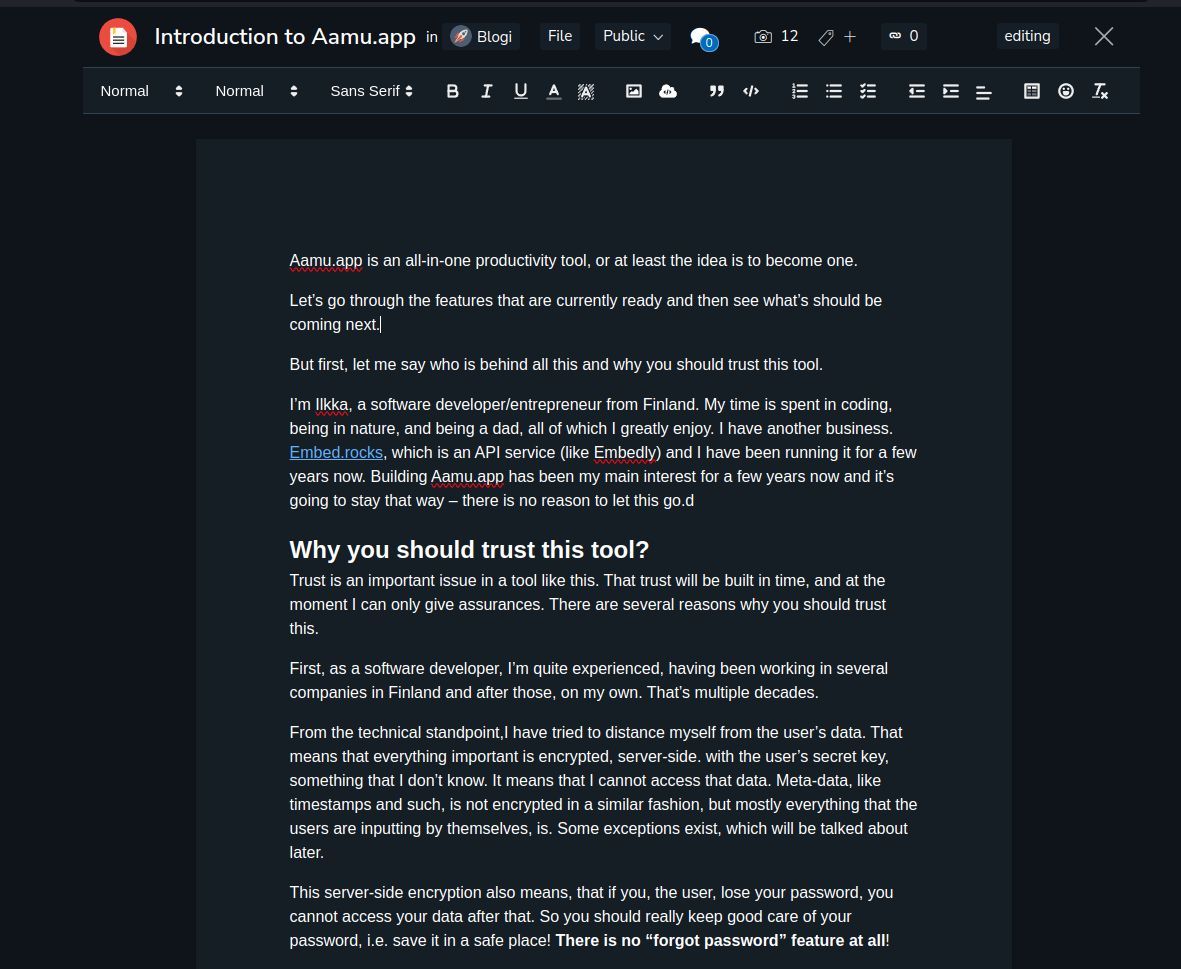 Introduction to Aamu.app in Blogi File Public 0 12 + 0 editing
Normal Normal Sans Serif B I U A A
Aamu.app is an all-in-one productivity tool, or at least the idea is to become one.
Let’s go through the features that are currently ready and then see what’s should be
coming next.
But first, let me say who is behind all this and why you should trust this tool.
I’m Ilkka, a software developer/entrepreneur from Finland. My time is spent in coding,
being in nature, and being a dad, all of which I greatly enjoy. I have another business.
Embed.rocks, which is an API service (like Embedly) and I have been running it for a few
years now. Building Aamu.app has been my main interest for a few years now and it’s
going to stay that way – there is no reason to let this go.d
Why you should trust this tool?
Trust is an important issue in a tool like this. That trust will be built in time, and at the
moment I can only give assurances. There are several reasons why you should trust
this.
First, as a software developer, I’m quite experienced, having been working in several
companies in Finland and after those, on my own. That’s multiple decades.
From the technical standpoint,I have tried to distance myself from the user’s data. That
means that everything important is encrypted, server-side. with the user’s secret key,
something that I don’t know. It means that I cannot access that data. Meta-data, like
timestamps and such, is not encrypted in a similar fashion, but mostly everything that the
users are inputting by themselves, is. Some exceptions exist, which will be talked about
later.
This server-side encryption also means, that if you, the user, lose your password, you
cannot access your data after that. So you should really keep good care of your
password, i.e. save it in a safe place! There is no “forgot password” feature at all!